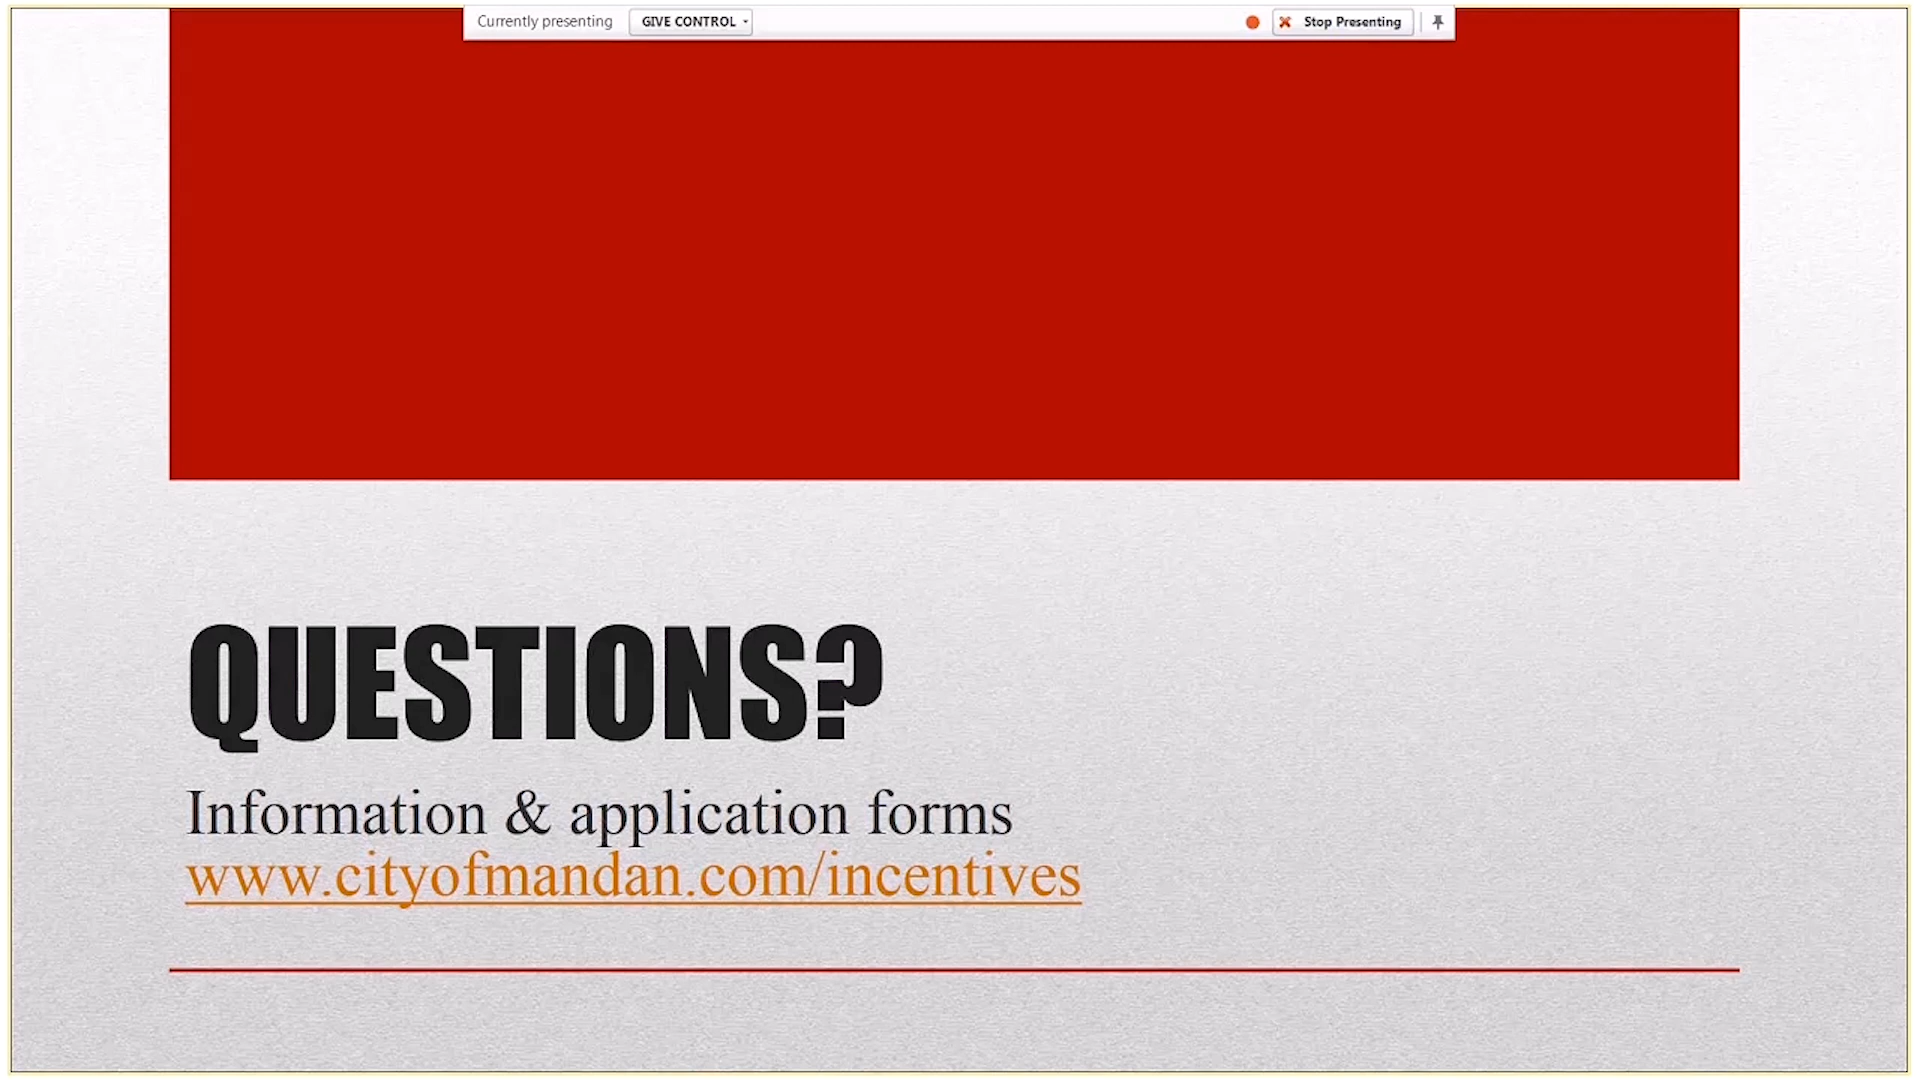 Currently presenting GIVE CONTROL Stop Presenting
QUESTIONS?
Information & application forms
www.cityofmandan.com/incentives